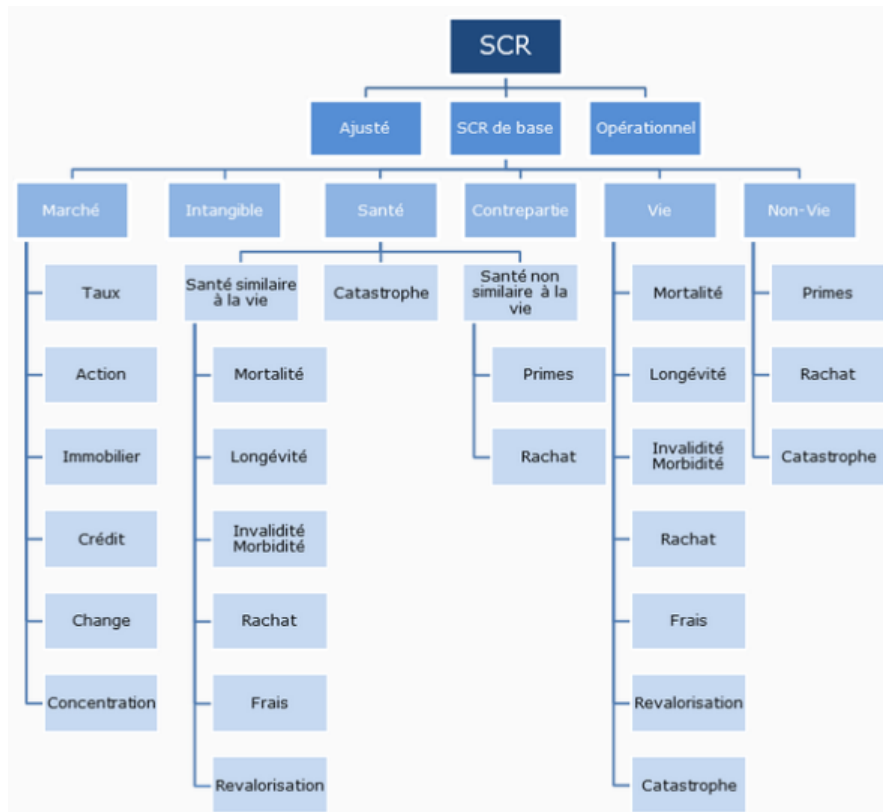 SCR
Ajusté
SCR de base
Opérationnel
Marché
Intangible
Santé
Contrepartie
Vie
Non-Vie
Taux
Action
Immobilier
Crédit
Change
Concentration
Santé similaire
à la vie
Mortalité
Longévité
Invalidité
Morbidité
Rachat
Frais
Revalorisation
Catastrophe
Santé non
similaire à la
vie
Primes
Rachat
Mortalité
Longévité
Invalidité
Morbidité
Rachat
Frais
Revalorisation
Catastrophe
Primes
Rachat
Catastrophe